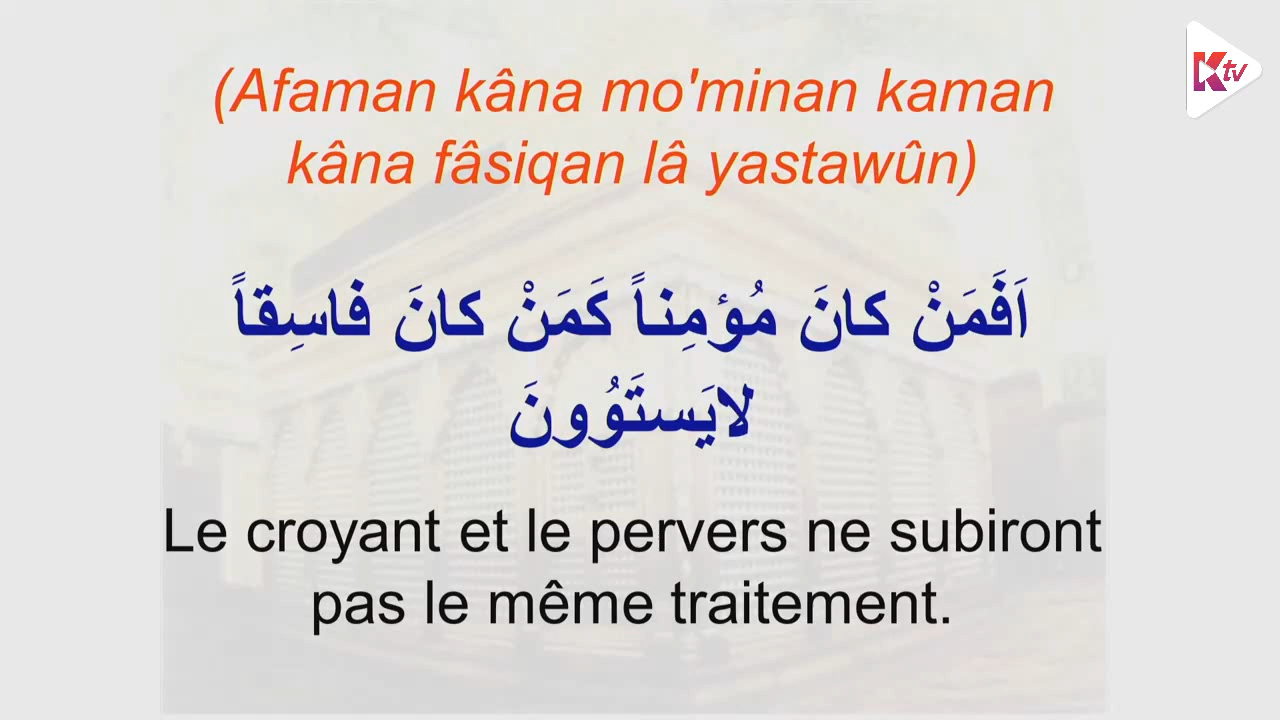 (Afaman kâna mo'minan kaman
kâna fâsiqan lâ yastawûn)
اَفَمَنْ كانَ مُؤمِناً كَمَنْ كانَ فاسِقاً
لايَستَوُونَ
Le croyant et le pervers ne subiront
pas le même traitement.
Ktv